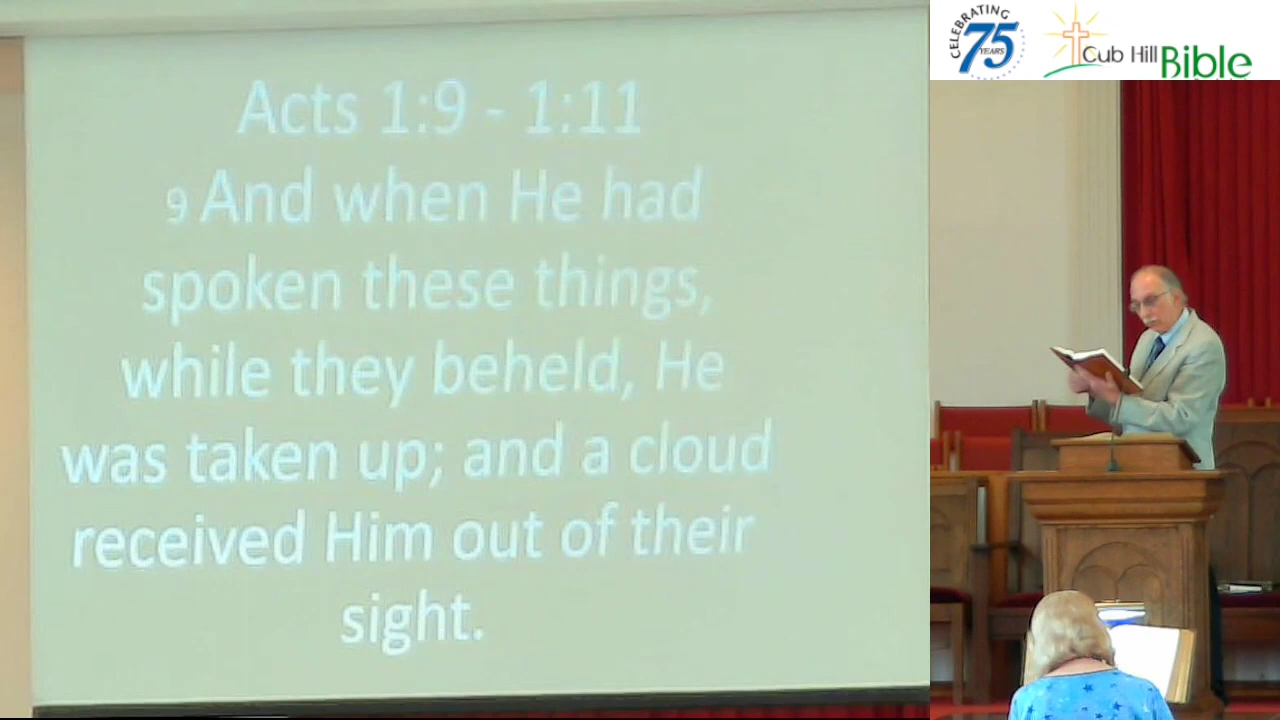 Acts 1:9 - 1:11
9 And when He had
spoken these things,
while they beheld, He
was taken up; and a cloud
received Him out of their
sight.
CELEBRATING
75
YEARS
Cub Hill Bible